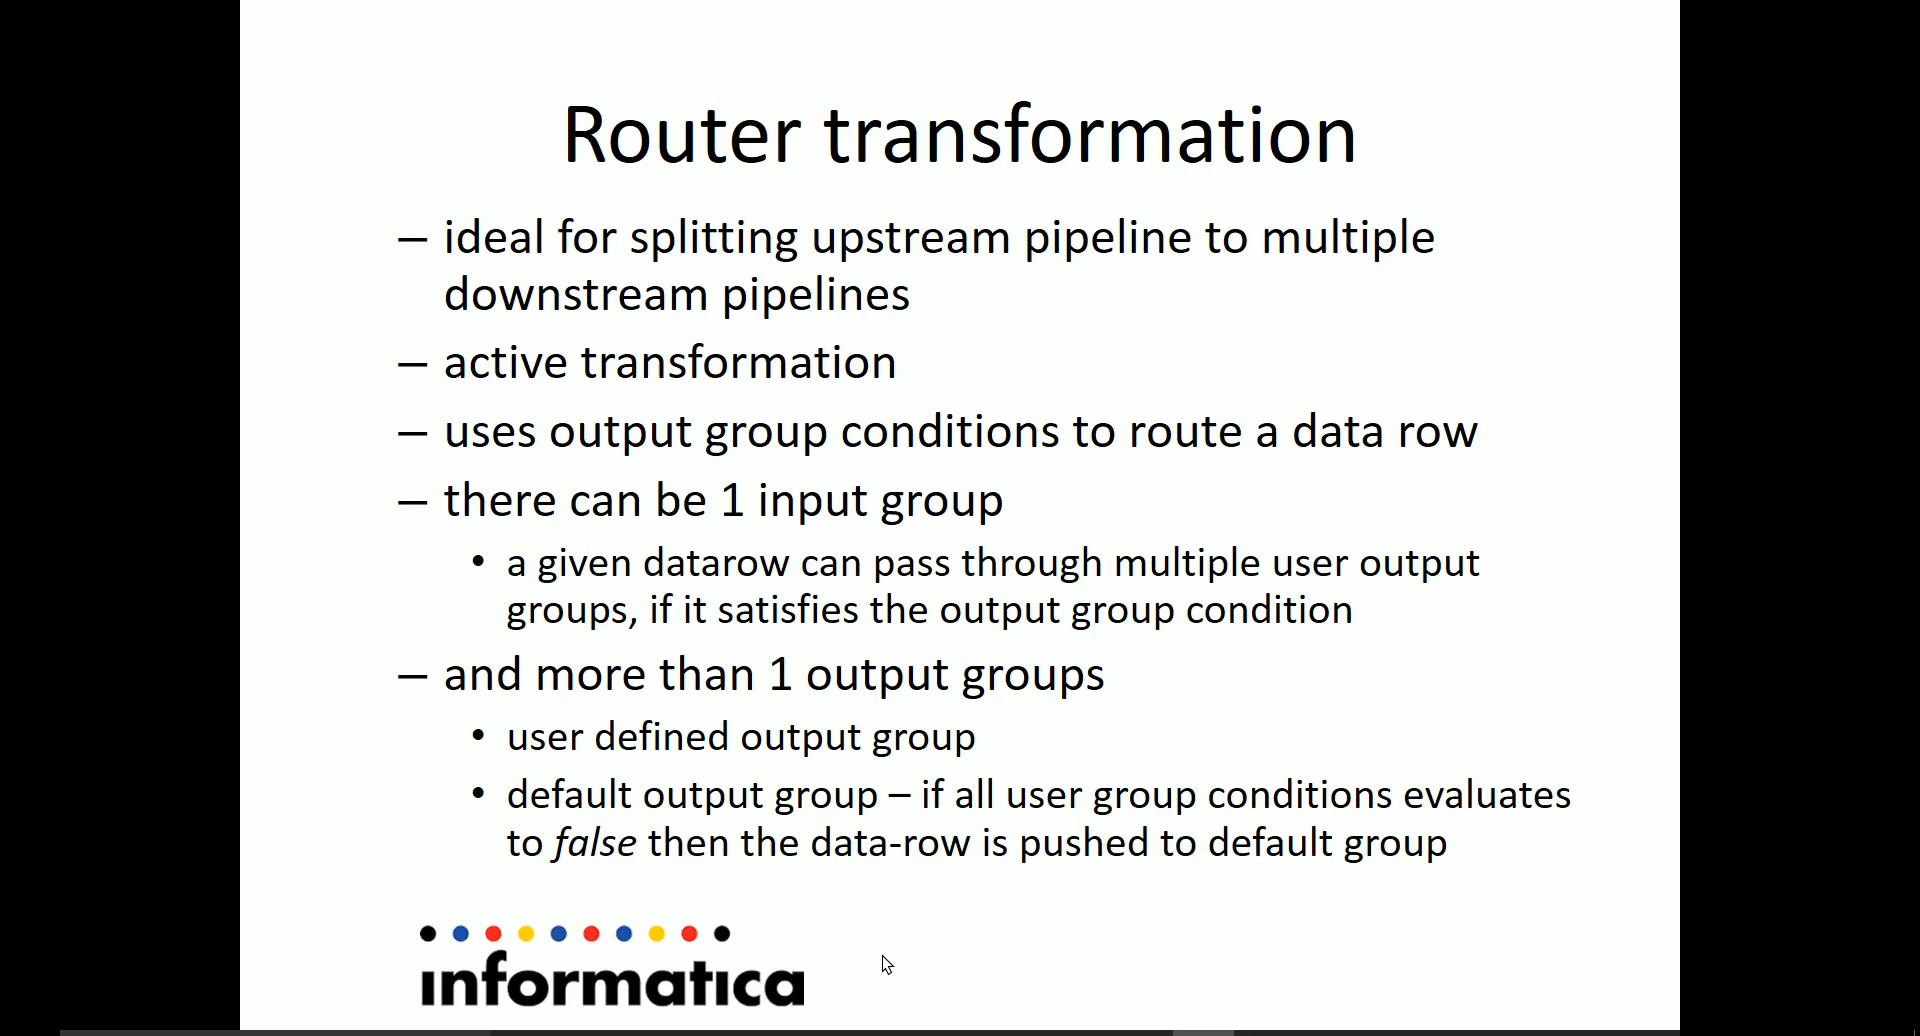 Router transformation
– ideal for splitting upstream pipeline to multiple
downstream pipelines
– active transformation
– uses output group conditions to route a data row
– there can be 1 input group
• a given datarow can pass through multiple user output
groups, if it satisfies the output group condition
– and more than 1 output groups
• user defined output group
• default output group – if all user group conditions evaluates
to false then the data-row is pushed to default group
informatica